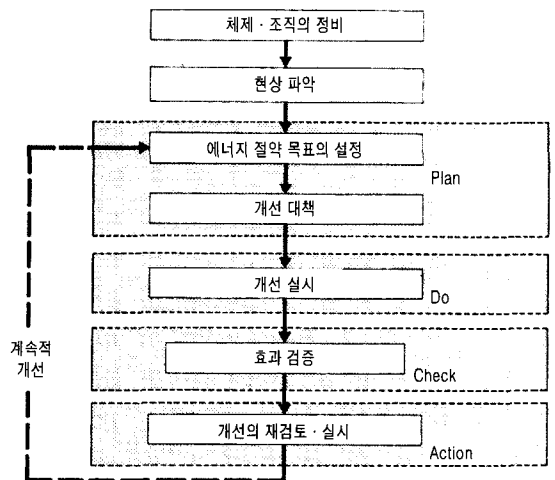 체제 · 조직의 정비
현상 파악
에너지 절약 목표의 설정
Plan
개선 대책
개선 실시
Do
계속적
개선
효과 검증
Check
개선의 재검토 · 실시
Action